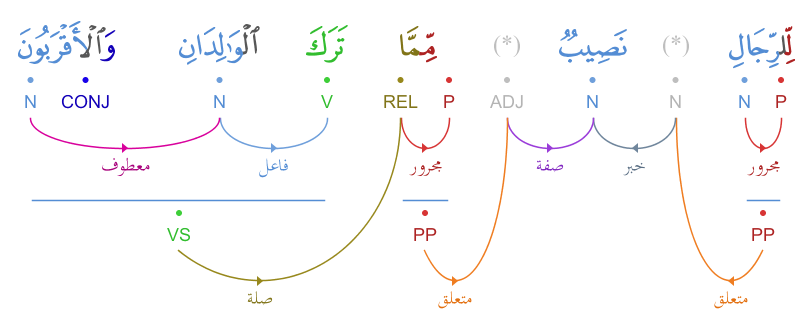 لِّلرِّجَالِ (*) نَصِيبٌ (*) مِّمَّا تَرَكَ ٱلْوَٰلِدَانِ وَٱلْأَقْرَبُونَ
N CONJ N V REL P ADJ N N N P
معطوف فاعل مجرور صفة خبر مجرور
VS PP PP
صلة متعلق متعلق